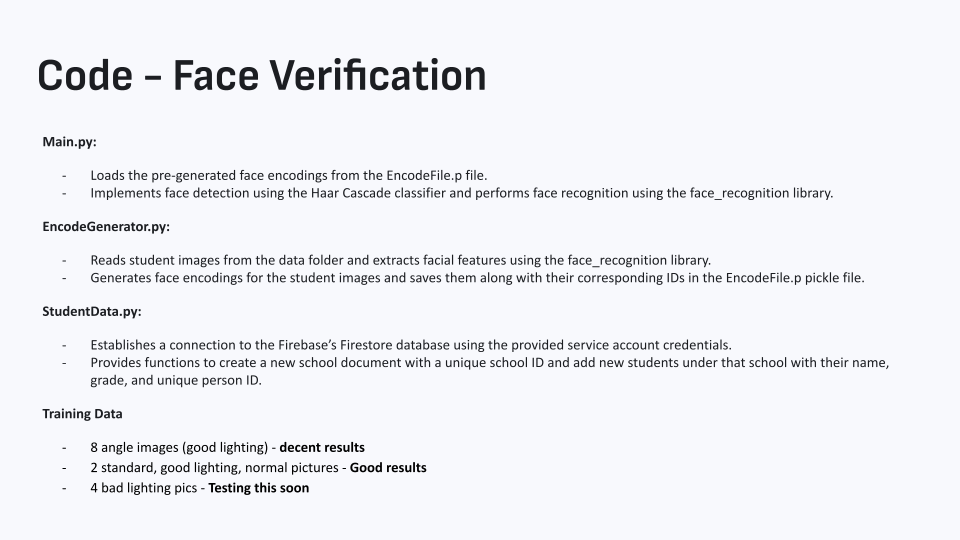 Code – Face Verification
Main.py:
- Loads the pre-generated face encodings from the EncodeFile.p file.
- Implements face detection using the Haar Cascade classifier and performs face recognition using the face_recognition library.
EncodeGenerator.py:
- Reads student images from the data folder and extracts facial features using the face_recognition library.
- Generates face encodings for the student images and saves them along with their corresponding IDs in the EncodeFile.p pickle file.
StudentData.py:
- Establishes a connection to the Firebase’s Firestore database using the provided service account credentials.
- Provides functions to create a new school document with a unique school ID and add new students under that school with their name,
grade, and unique person ID.
Training Data
- 8 angle images (good lighting) - decent results
- 2 standard, good lighting, normal pictures - Good results
- 4 bad lighting pics - Testing this soon